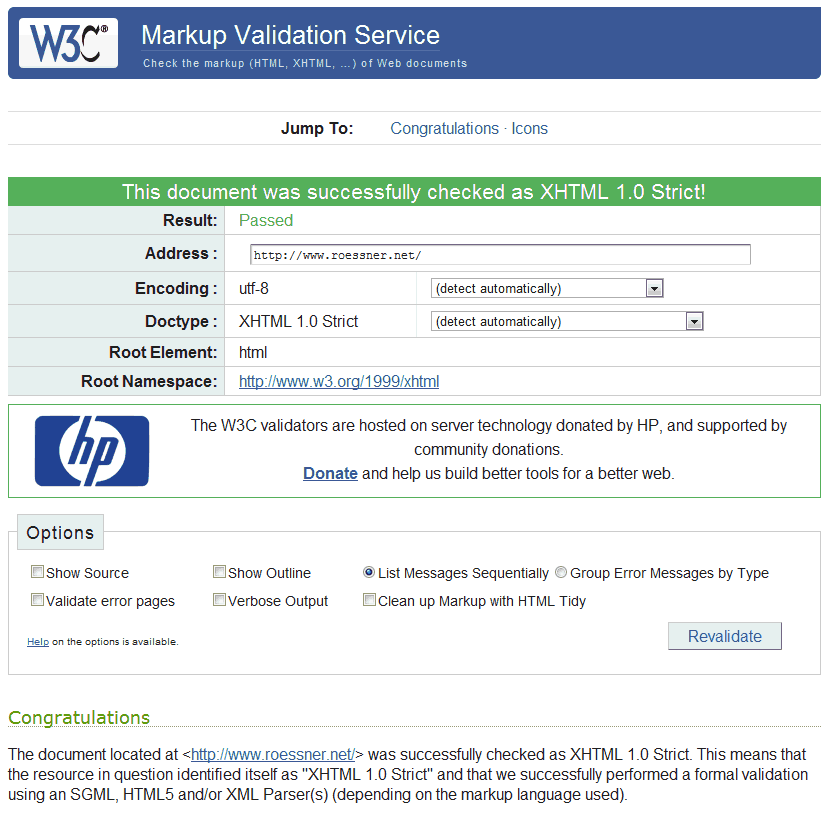 W3C® Markup Validation Service
Check the markup (HTML, XHTML, ...) of Web documents
Jump To: Congratulations · Icons
This document was successfully checked as XHTML 1.0 Strict!
Result: Passed
Address : http://www.roessner.net/
Encoding : utf-8 (detect automatically)
Doctype : XHTML 1.0 Strict (detect automatically)
Root Element: html
Root Namespace: http://www.w3.org/1999/xhtml
hp
The W3C validators are hosted on server technology donated by HP, and supported by
community donations.
Donate and help us build better tools for a better web.
Options
Show Source Show Outline List Messages Sequentially Group Error Messages by Type
Validate error pages Verbose Output Clean up Markup with HTML Tidy
Help on the options is available.
Revalidate
Congratulations
The document located at <http://www.roessner.net/> was successfully checked as XHTML 1.0 Strict. This means that
the resource in question identified itself as "XHTML 1.0 Strict" and that we successfully performed a formal validation
using an SGML, HTML5 and/or XML Parser(s) (depending on the markup language used).